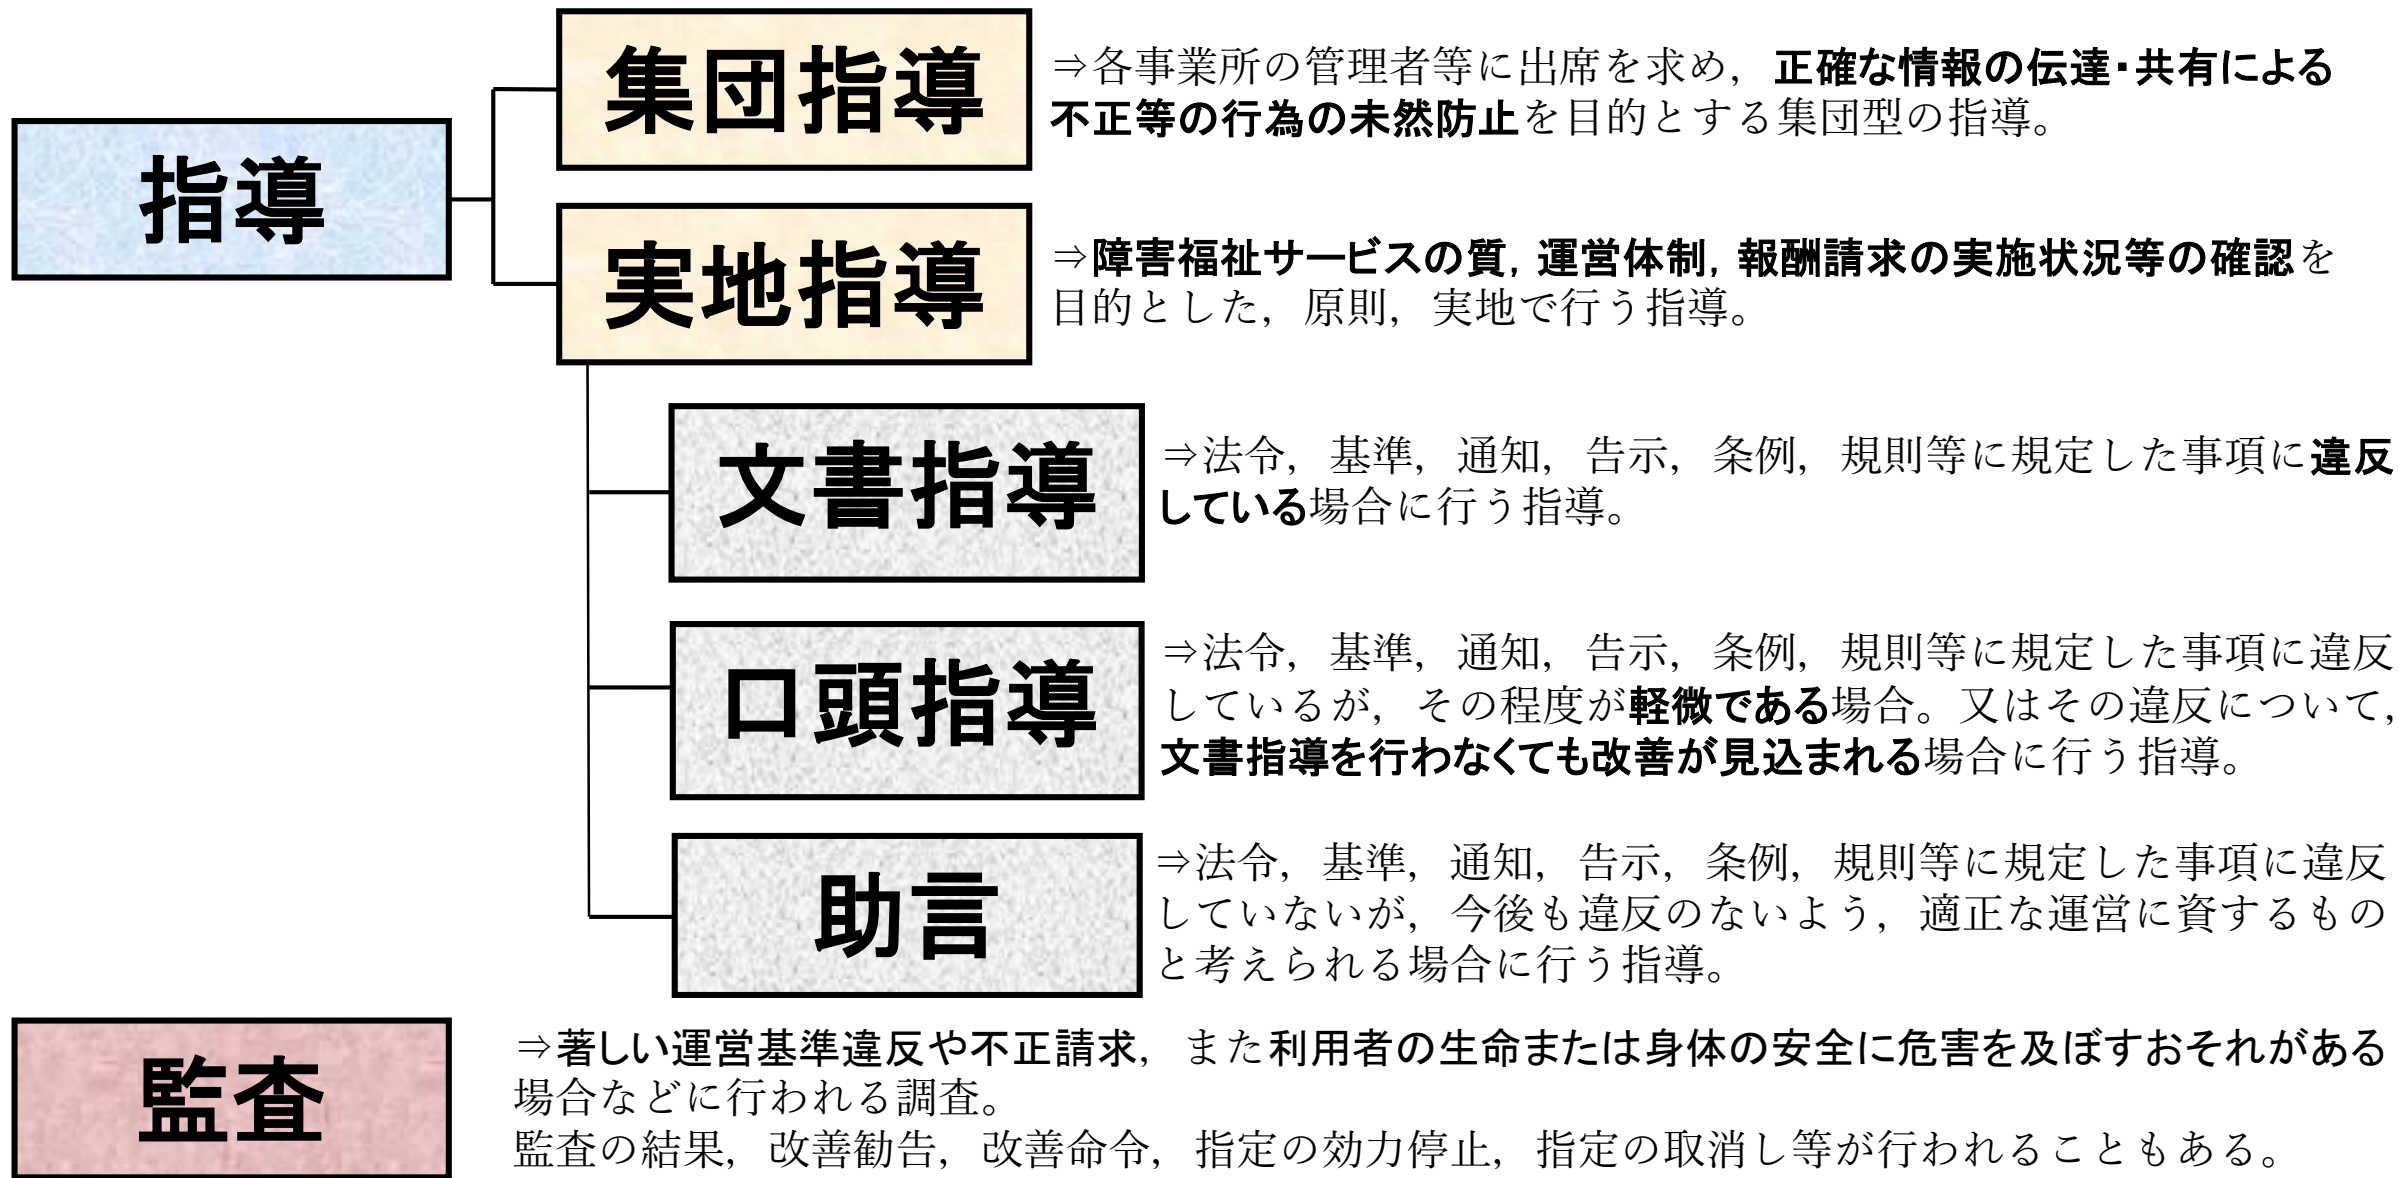 指導
集団指導
⇒各事業所の管理者等に出席を求め，正確な情報の伝達・共有による
不正等の行為の未然防止を目的とする集団型の指導。
実地指導
⇒障害福祉サービスの質，運営体制，報酬請求の実施状況等の確認を
目的とした，原則，実地で行う指導。
文書指導
⇒法令，基準，通知，告示，条例，規則等に規定した事項に違反
している場合に行う指導。
口頭指導
⇒法令，基準，通知，告示，条例，規則等に規定した事項に違反
しているが，その程度が軽微である場合。又はその違反について，
文書指導を行わなくても改善が見込まれる場合に行う指導。
助言
⇒法令，基準，通知，告示，条例，規則等に規定した事項に違反
していないが，今後も違反のないよう，適正な運営に資するもの
と考えられる場合に行う指導。
監査
⇒著しい運営基準違反や不正請求，また利用者の生命または身体の安全に危害を及ぼすおそれがある
場合などに行われる調査。
監査の結果，改善勧告，改善命令，指定の効力停止，指定の取消し等が行われることもある。